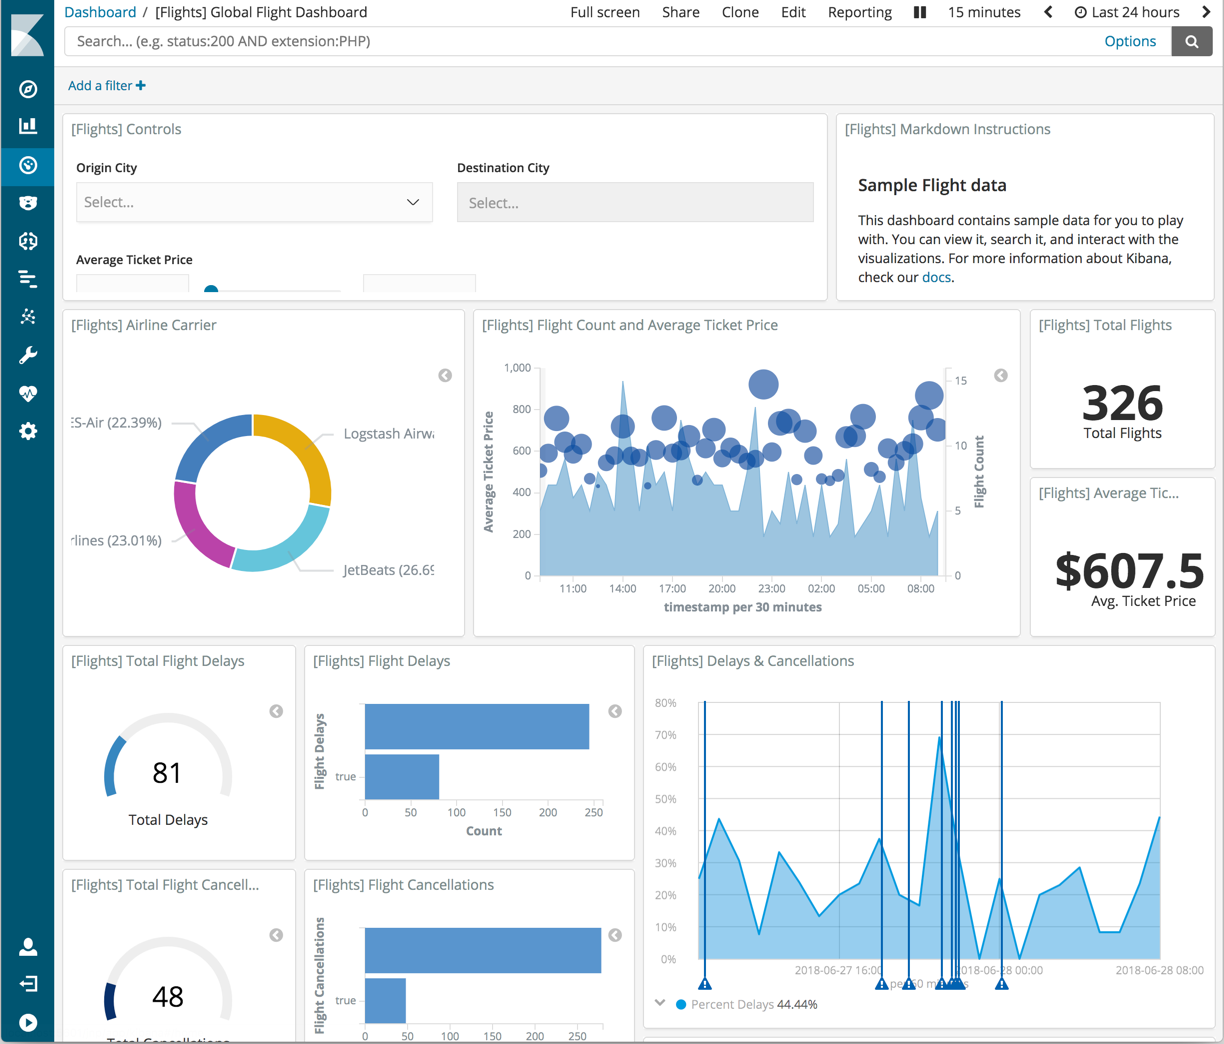 Dashboard / [Flights] Global Flight Dashboard
Full screen Share Clone Edit Reporting 15 minutes Last 24 hours
Search... (e.g. status:200 AND extension:PHP)
Options
Add a filter
[Flights] Controls
Origin City
Select...
Destination City
Select...
Average Ticket Price
[Flights] Markdown Instructions
Sample Flight data
This dashboard contains sample data for you to play
with. You can view it, search it, and interact with the
visualizations. For more information about Kibana,
check our docs.
[Flights] Airline Carrier
ES-Air (22.39%)
Logstash Airwa
rlines (23.01%)
JetBeats (26.69
[Flights] Flight Count and Average Ticket Price
Average Ticket Price
1,000
800
600
400
200
0
11:00 14:00 17:00 20:00 23:00 02:00 05:00 08:00
timestamp per 30 minutes
15
10
5
0
Flight Count
[Flights] Total Flights
326
Total Flights
[Flights] Average Tic...
$607.5
Avg. Ticket Price
[Flights] Total Flight Delays
81
Total Delays
[Flights] Flight Delays
Flight Delays
true
0 50 100 150 200 250
Count
[Flights] Delays & Cancellations
80%
70%
60%
50%
40%
30%
20%
10%
0%
2018-06-27 16:00 2018-06-28 00:00 2018-06-28 08:00
per 60 minutes
Percent Delays 44.44%
[Flights] Total Flight Cancell...
48
Total Cancellations
[Flights] Flight Cancellations
Flight Cancellations
true
0 50 100 150 200 250